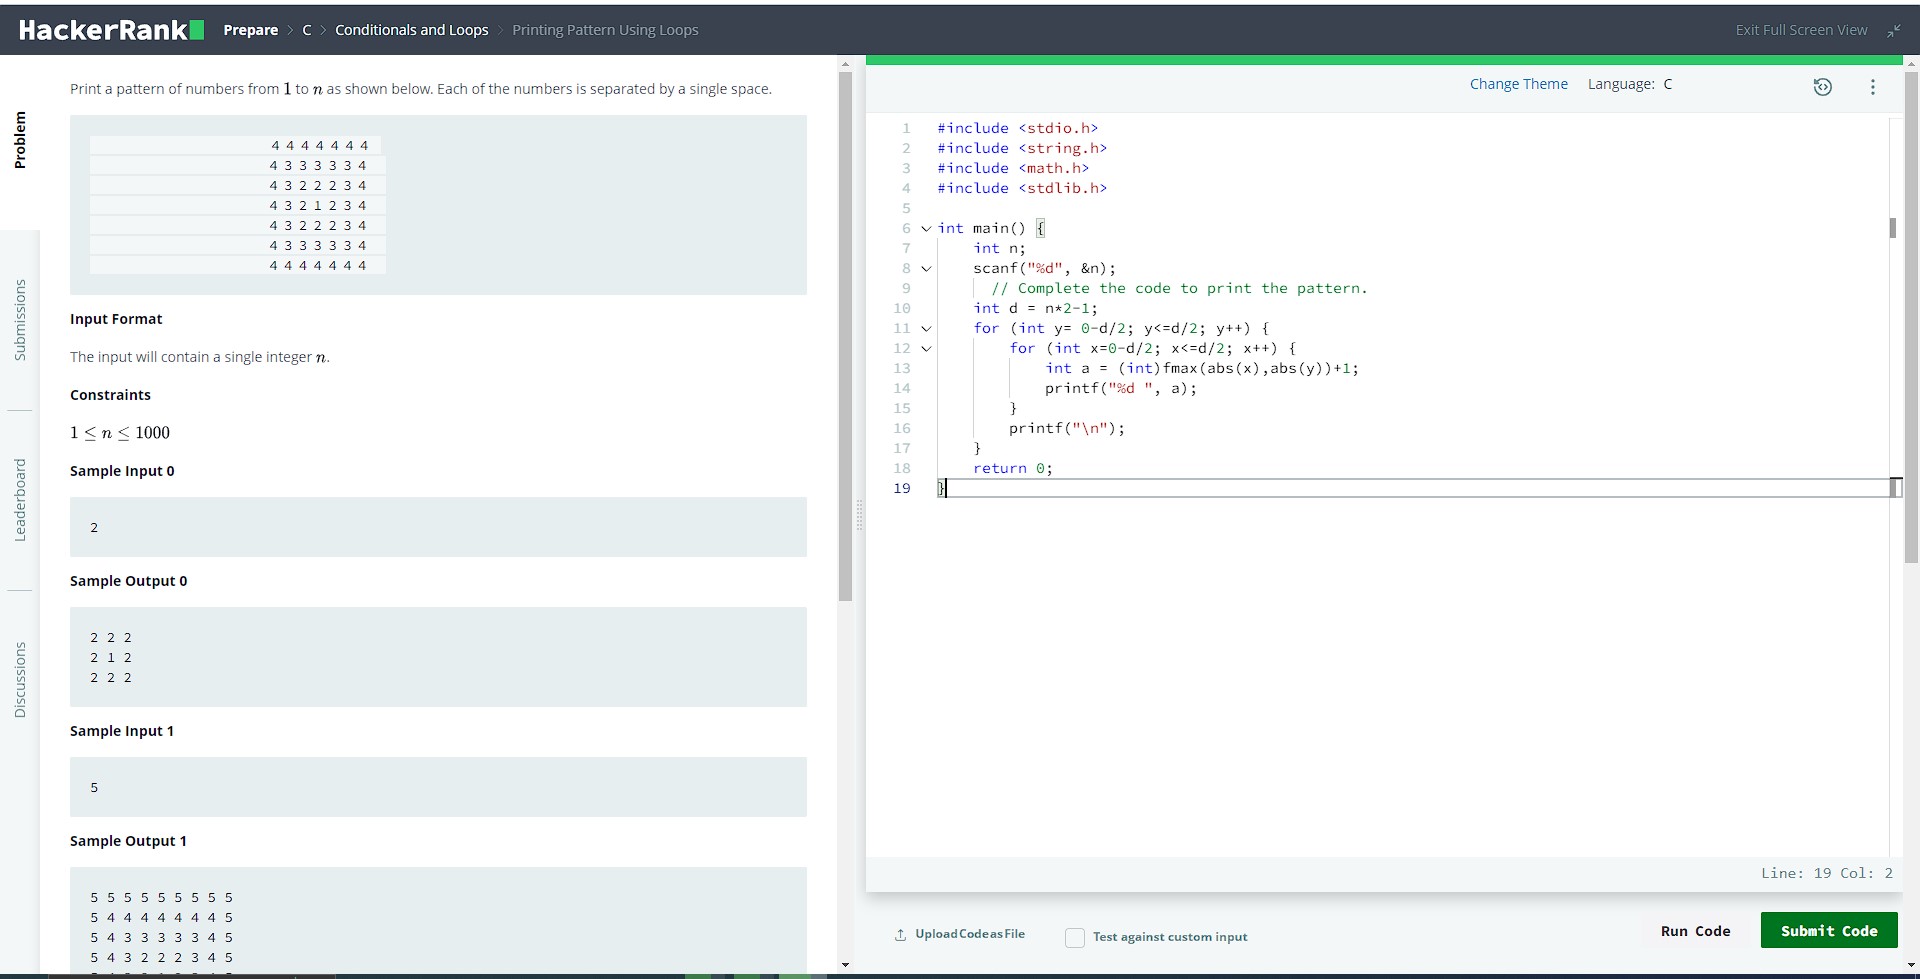 HackerRank Prepare > C > Conditionals and Loops > Printing Pattern Using Loops
Exit Full Screen View
Problem
Submissions
Leaderboard
Discussions
Print a pattern of numbers from 1 to n as shown below. Each of the numbers is separated by a single space.
4 4 4 4 4 4 4
4 3 3 3 3 3 4
4 3 2 2 2 3 4
4 3 2 1 2 3 4
4 3 2 2 2 3 4
4 3 3 3 3 3 4
4 4 4 4 4 4 4
Input Format
The input will contain a single integer n.
Constraints
1 ≤ n ≤ 1000
Sample Input 0
2
Sample Output 0
2 2 2
2 1 2
2 2 2
Sample Input 1
5
Sample Output 1
5 5 5 5 5 5 5 5 5
5 4 4 4 4 4 4 4 5
5 4 3 3 3 3 3 4 5
5 4 3 2 2 2 3 4 5
Change Theme Language: C
1 #include <stdio.h>
2 #include <string.h>
3 #include <math.h>
4 #include <stdlib.h>
5
6 int main() {
7 int n;
8 scanf("%d", &n);
9 // Complete the code to print the pattern.
10 int d = n*2-1;
11 for (int y= 0-d/2; y<=d/2; y++) {
12 for (int x=0-d/2; x<=d/2; x++) {
13 int a = (int)fmax(abs(x),abs(y))+1;
14 printf("%d ", a);
15 }
16 printf("\n");
17 }
18 return 0;
19 }
Line: 19 Col: 2
Upload Code as File
Test against custom input
Run Code
Submit Code